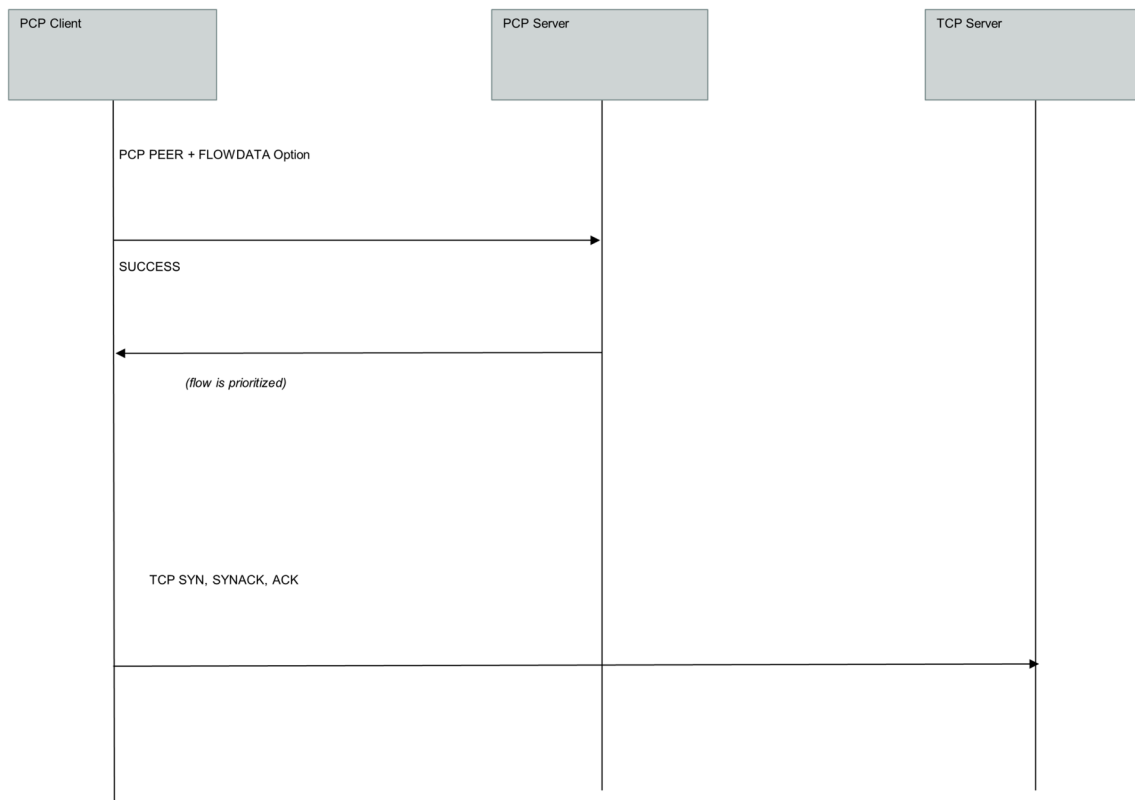 PCP Client
PCP Server
TCP Server
PCP PEER + FLOWDATA Option
SUCCESS
(flow is prioritized)
TCP SYN, SYNACK, ACK